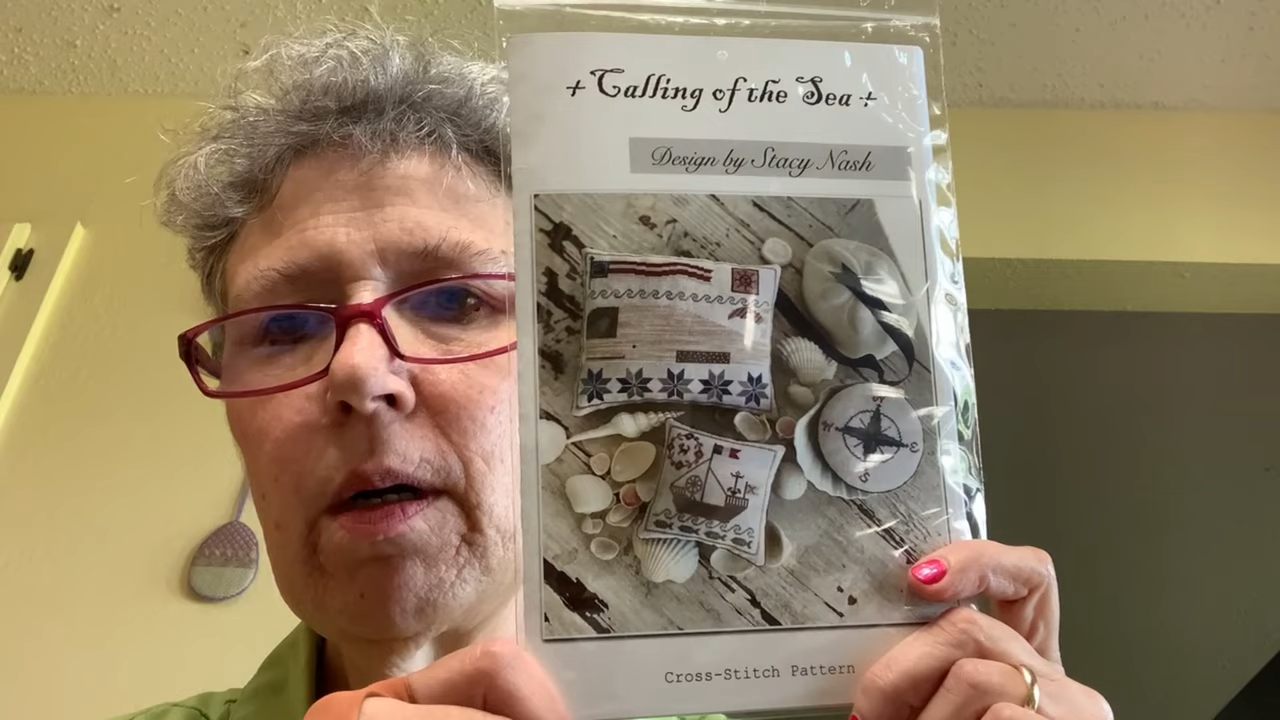 +Calling of the Sea+
Design by Stacy Nash
Cross-Stitch Pattern